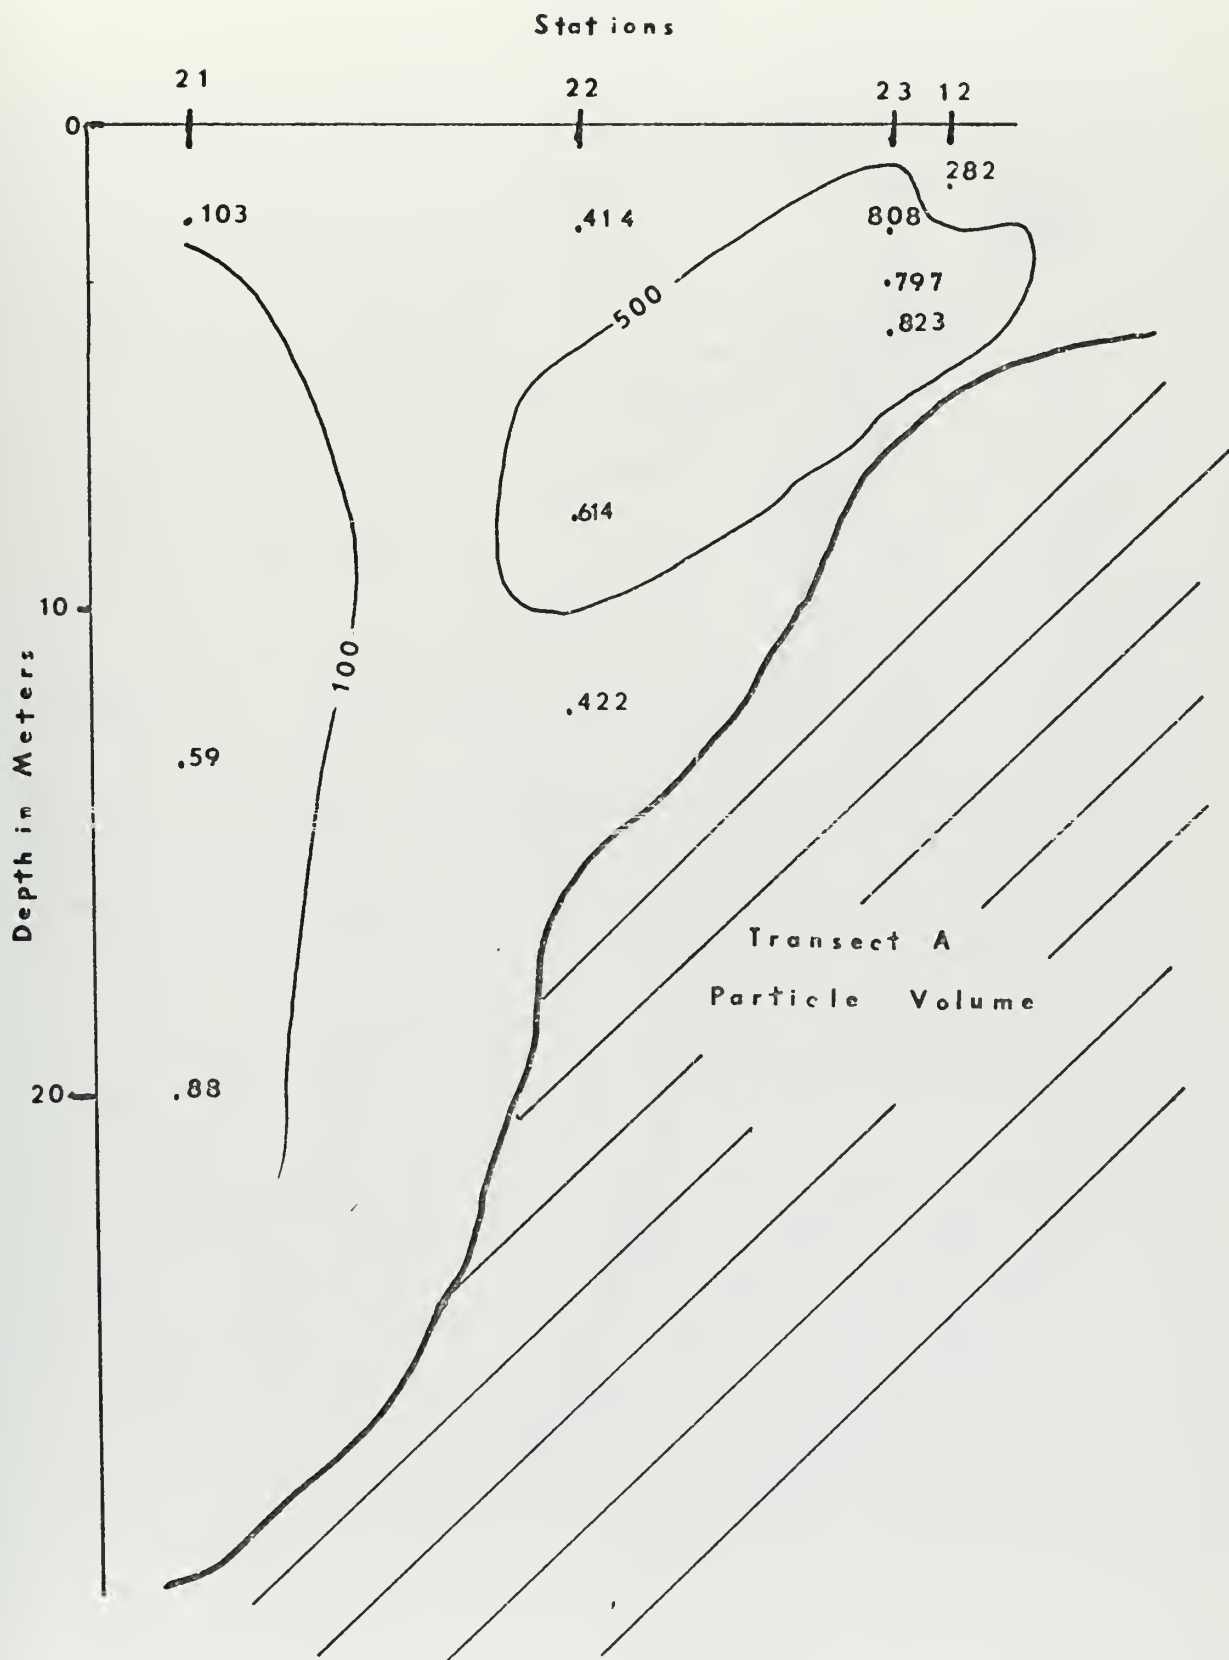 Stations
21 22 23 12
0
282
.103 .414 808
.797
500
.823
.614
10
100
.422
.59
Depth in Meters
Transect A
Particle Volume
20
.88